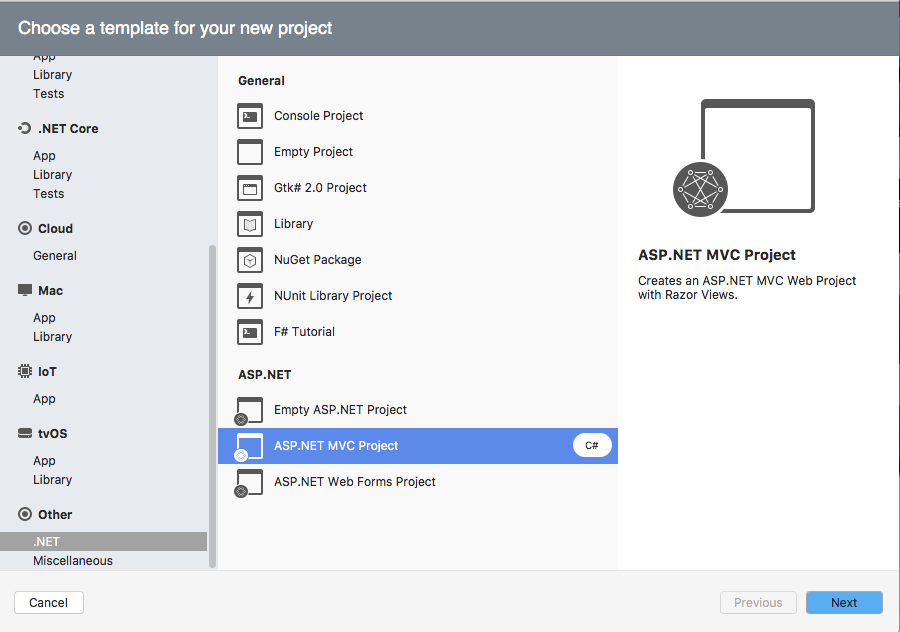 Choose a template for your new project
App
Library
Tests
.NET Core
App
Library
Tests
Cloud
General
Mac
App
Library
IoT
App
tvOS
App
Library
Other
.NET
Miscellaneous
General
Console Project
Empty Project
Gtk# 2.0 Project
Library
NuGet Package
NUnit Library Project
F# Tutorial
ASP.NET
Empty ASP.NET Project
ASP.NET MVC Project
C#
ASP.NET Web Forms Project
ASP.NET MVC Project
Creates an ASP.NET MVC Web Project
with Razor Views.
Cancel
Previous
Next